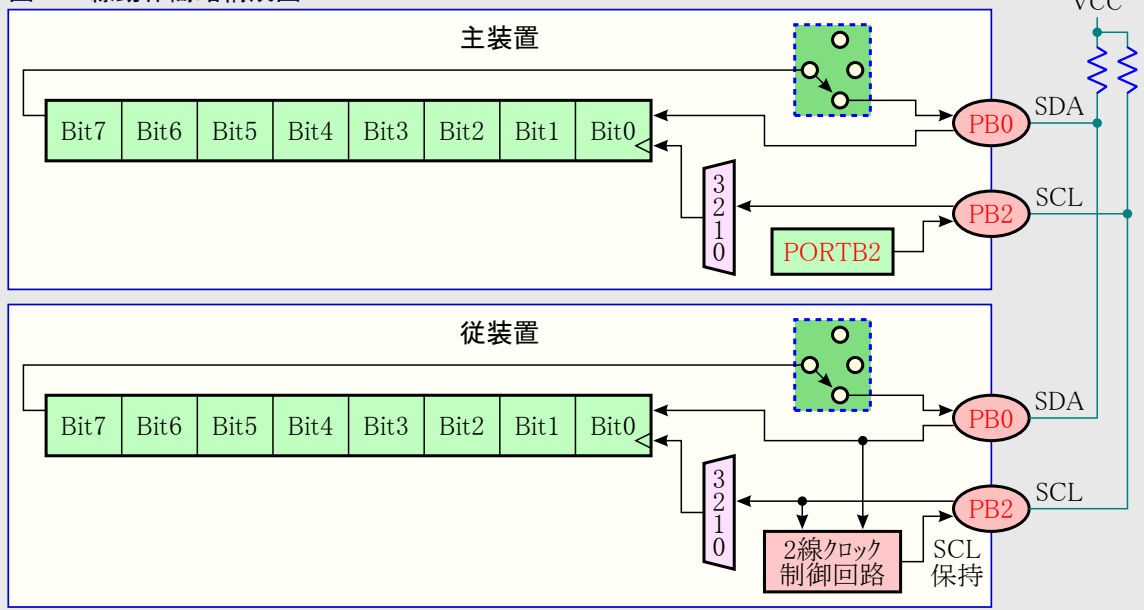 VCC
主装置
Bit7 Bit6 Bit5 Bit4 Bit3 Bit2 Bit1 Bit0
3
2
1
0
PORTB2
PB0
SDA
PB2
SCL
従装置
Bit7 Bit6 Bit5 Bit4 Bit3 Bit2 Bit1 Bit0
3
2
1
0
2線クロック
制御回路
SCL
保持
PB0
SDA
PB2
SCL